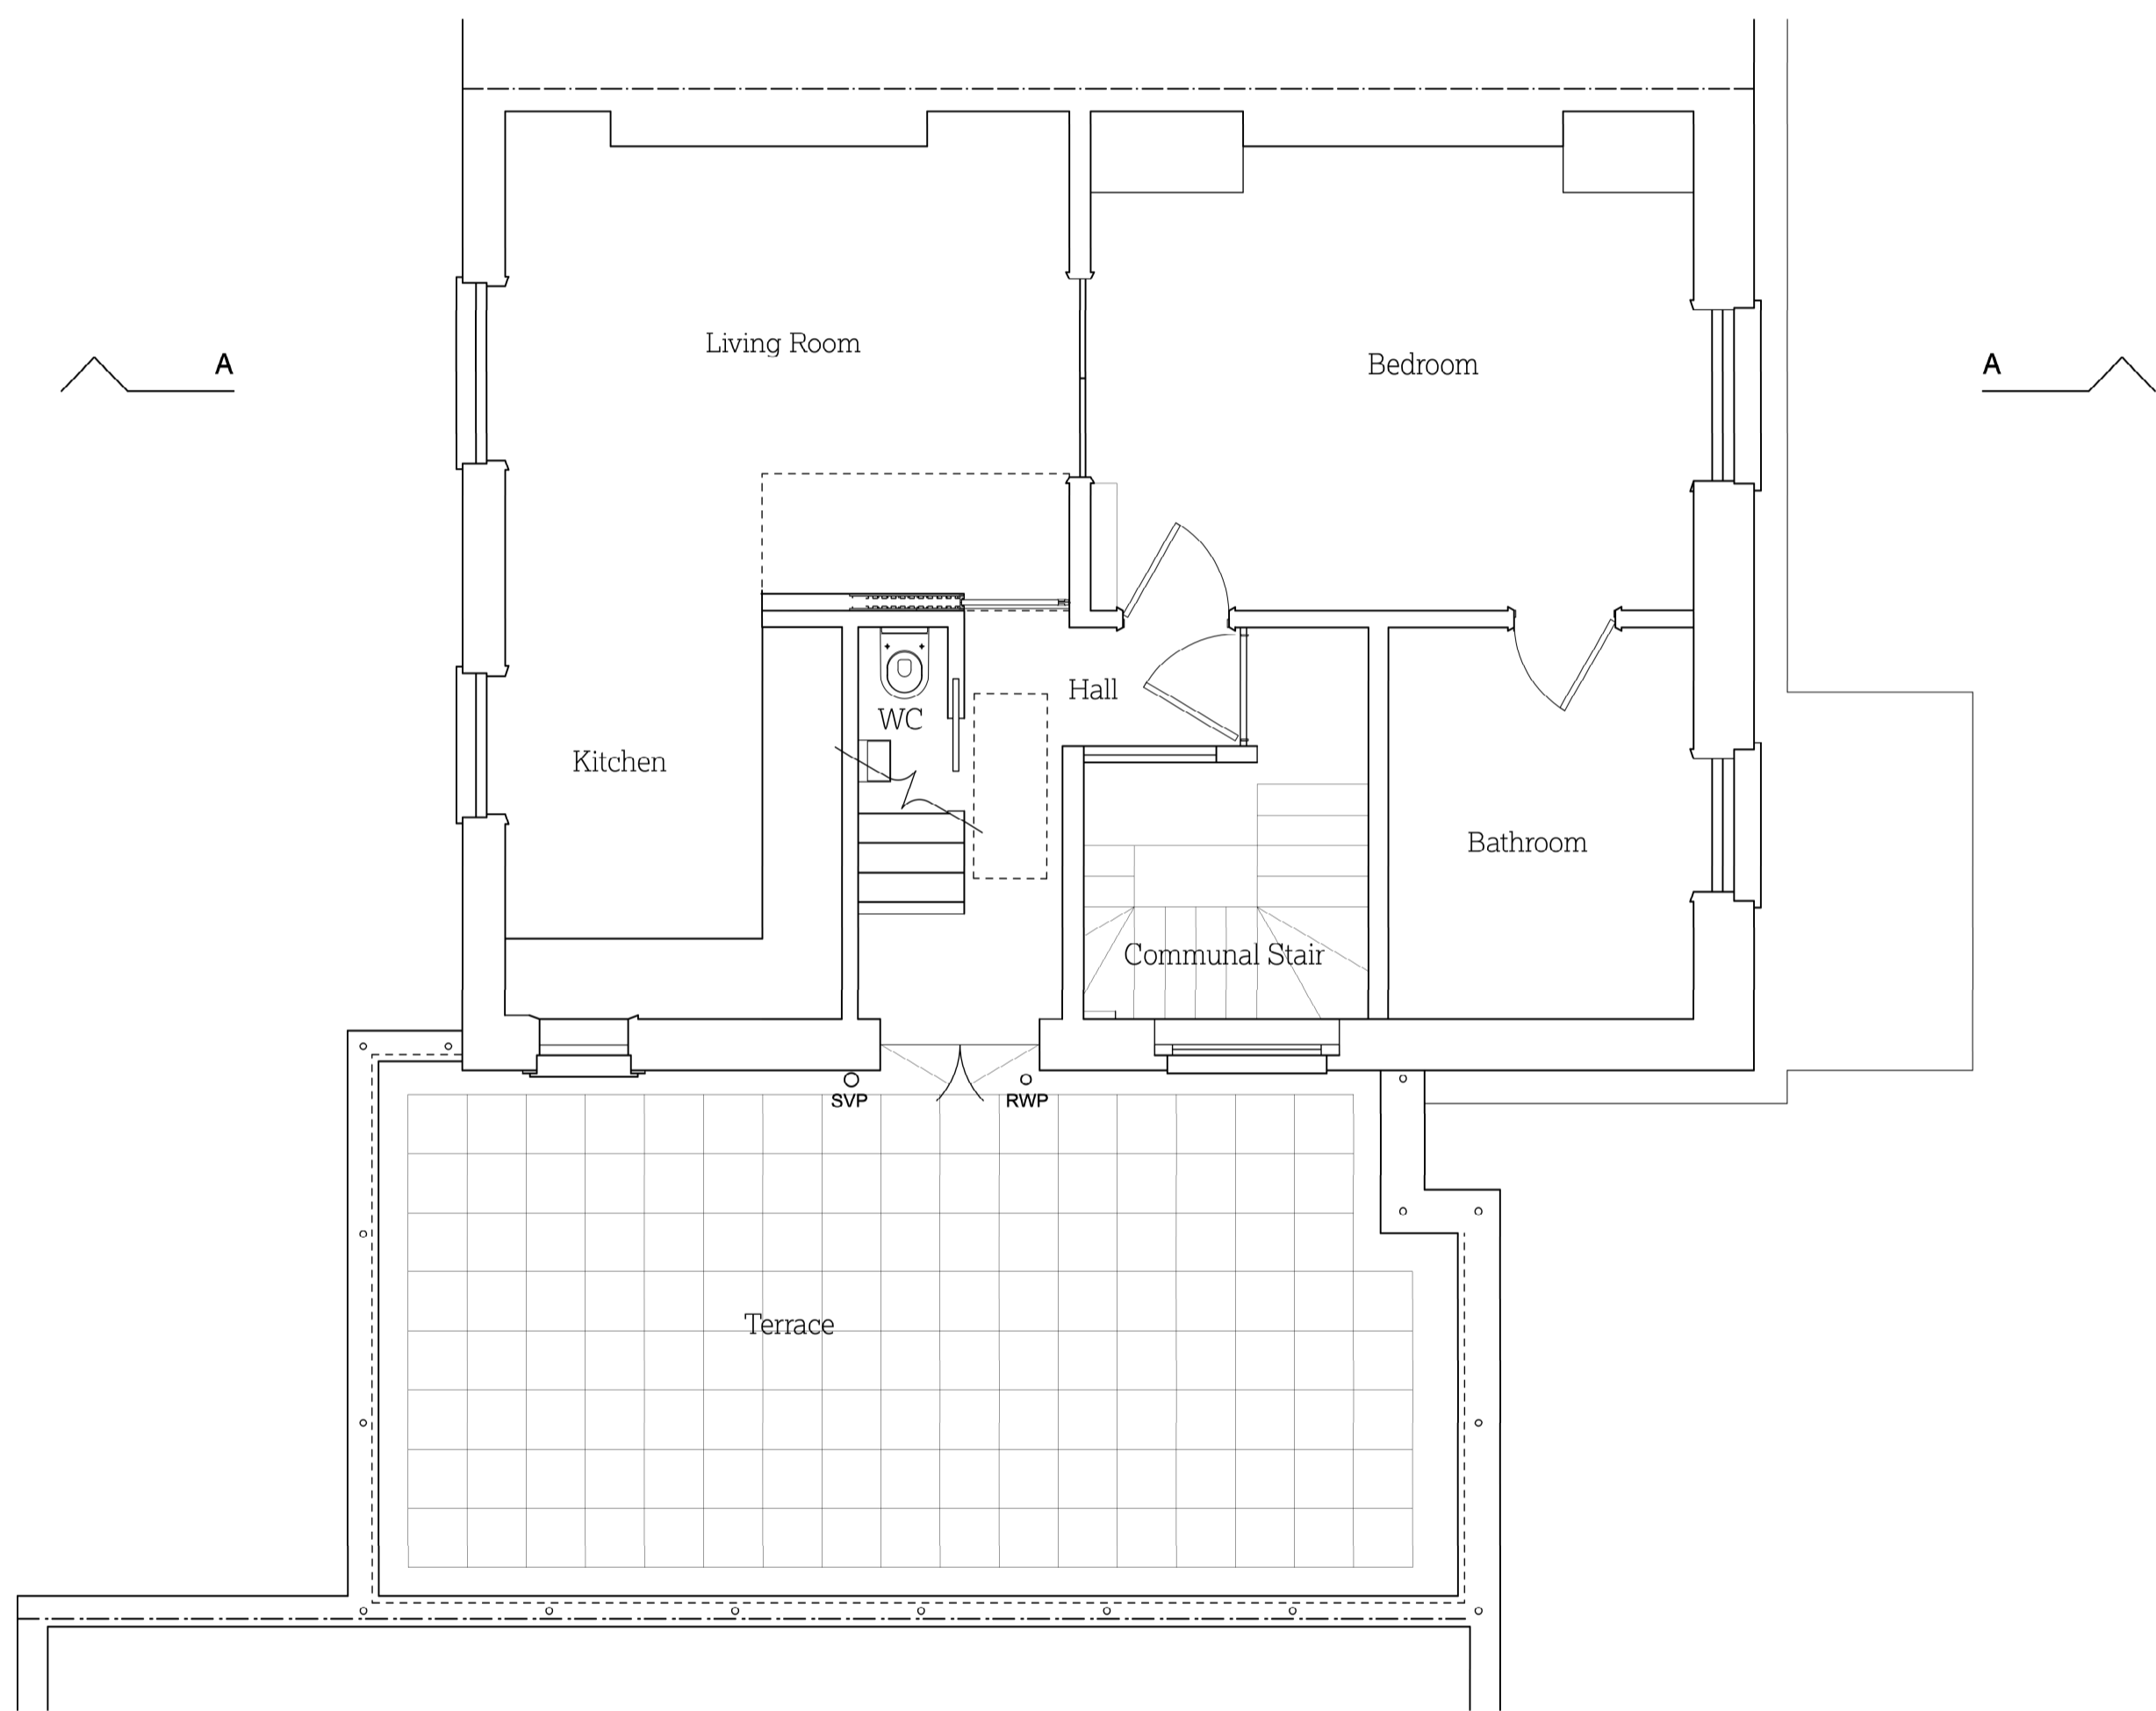 Living Room
A
Bedroom
A
Hall
WC
Kitchen
Bathroom
Communal Stair
SVP
RWP
Terrace